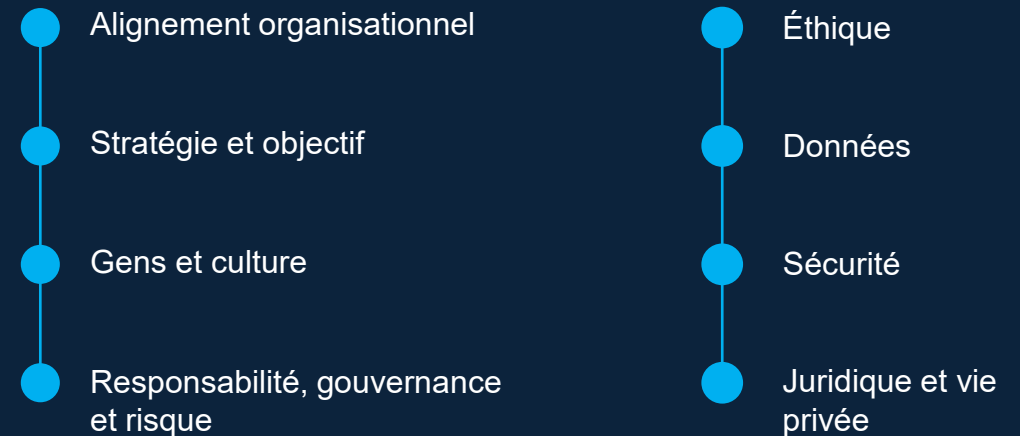 Alignement organisationnel
Stratégie et objectif
Gens et culture
Responsabilité, gouvernance
et risque
Éthique
Données
Sécurité
Juridique et vie
privée